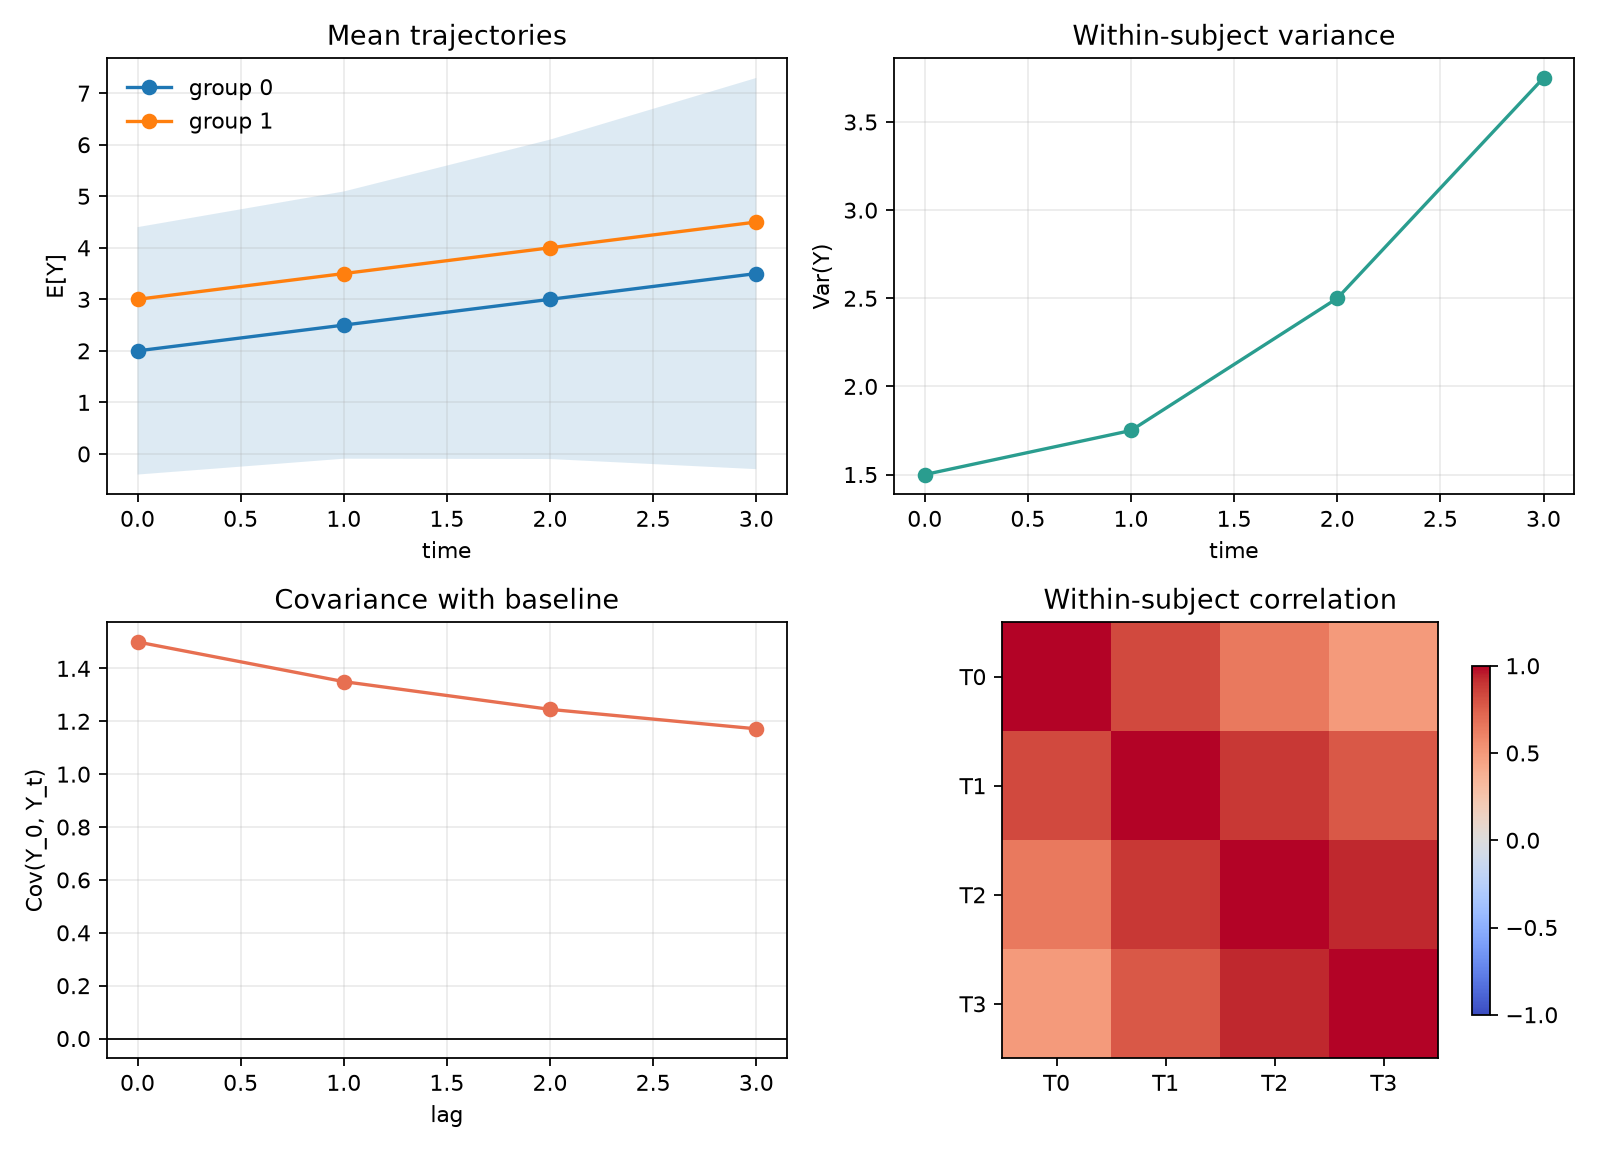 Mean trajectories
group 0
group 1
E[Y]
7
6
5
4
3
2
1
0
0.0 0.5 1.0 1.5 2.0 2.5 3.0
time
Within-subject variance
Var(Y)
3.5
3.0
2.5
2.0
1.5
0.0 0.5 1.0 1.5 2.0 2.5 3.0
time
Covariance with baseline
Cov(Y_0, Y_t)
1.4
1.2
1.0
0.8
0.6
0.4
0.2
0.0
0.0 0.5 1.0 1.5 2.0 2.5 3.0
lag
Within-subject correlation
T0
T1
T2
T3
T0 T1 T2 T3
1.0
0.5
0.0
−0.5
−1.0